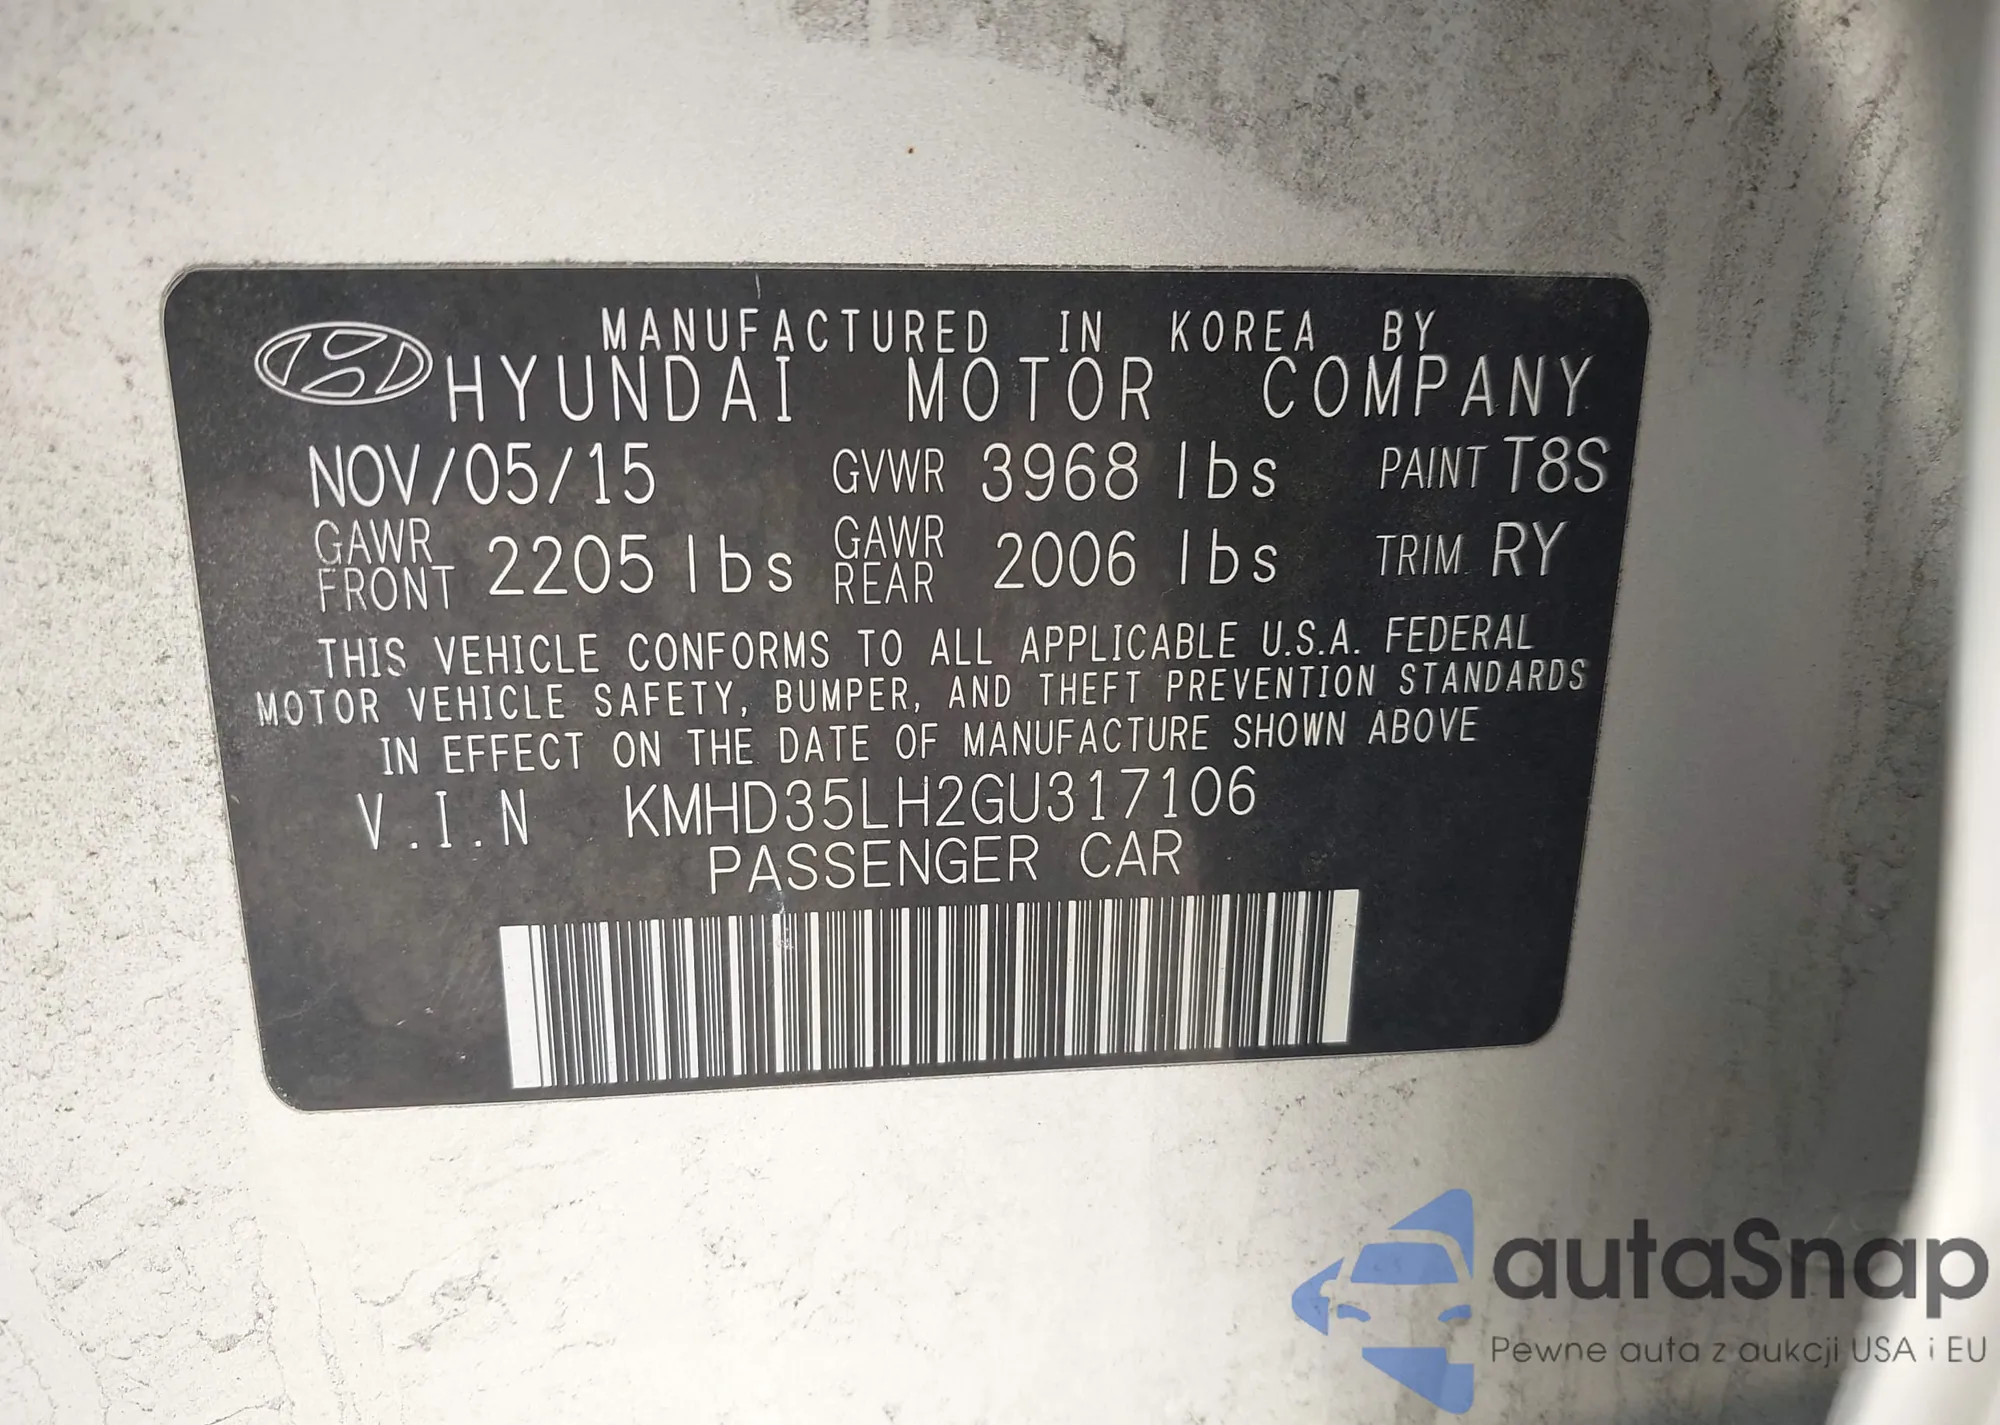 MANUFACTURED IN KOREA BY
HYUNDAI MOTOR COMPANY
NOV/05/15 GVWR 3968 lbs PAINT T8S
GAWR FRONT 2205 lbs GAWR REAR 2006 lbs TRIM RY
THIS VEHICLE CONFORMS TO ALL APPLICABLE U.S.A. FEDERAL
MOTOR VEHICLE SAFETY, BUMPER, AND THEFT PREVENTION STANDARDS
IN EFFECT ON THE DATE OF MANUFACTURE SHOWN ABOVE
V.I.N KMHD35LH2GU317106
PASSENGER CAR
autaSnap
Pewne auta z aukcji USA i EU